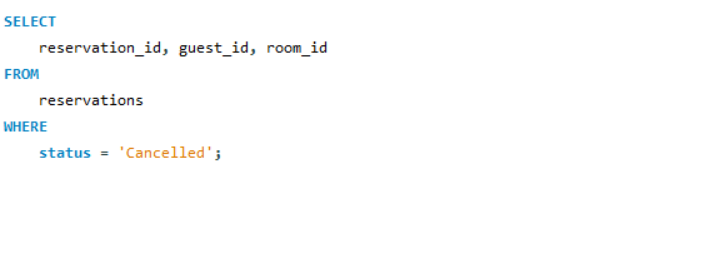 SELECT
    reservation_id, guest_id, room_id
FROM
    reservations
WHERE
    status = 'Cancelled';